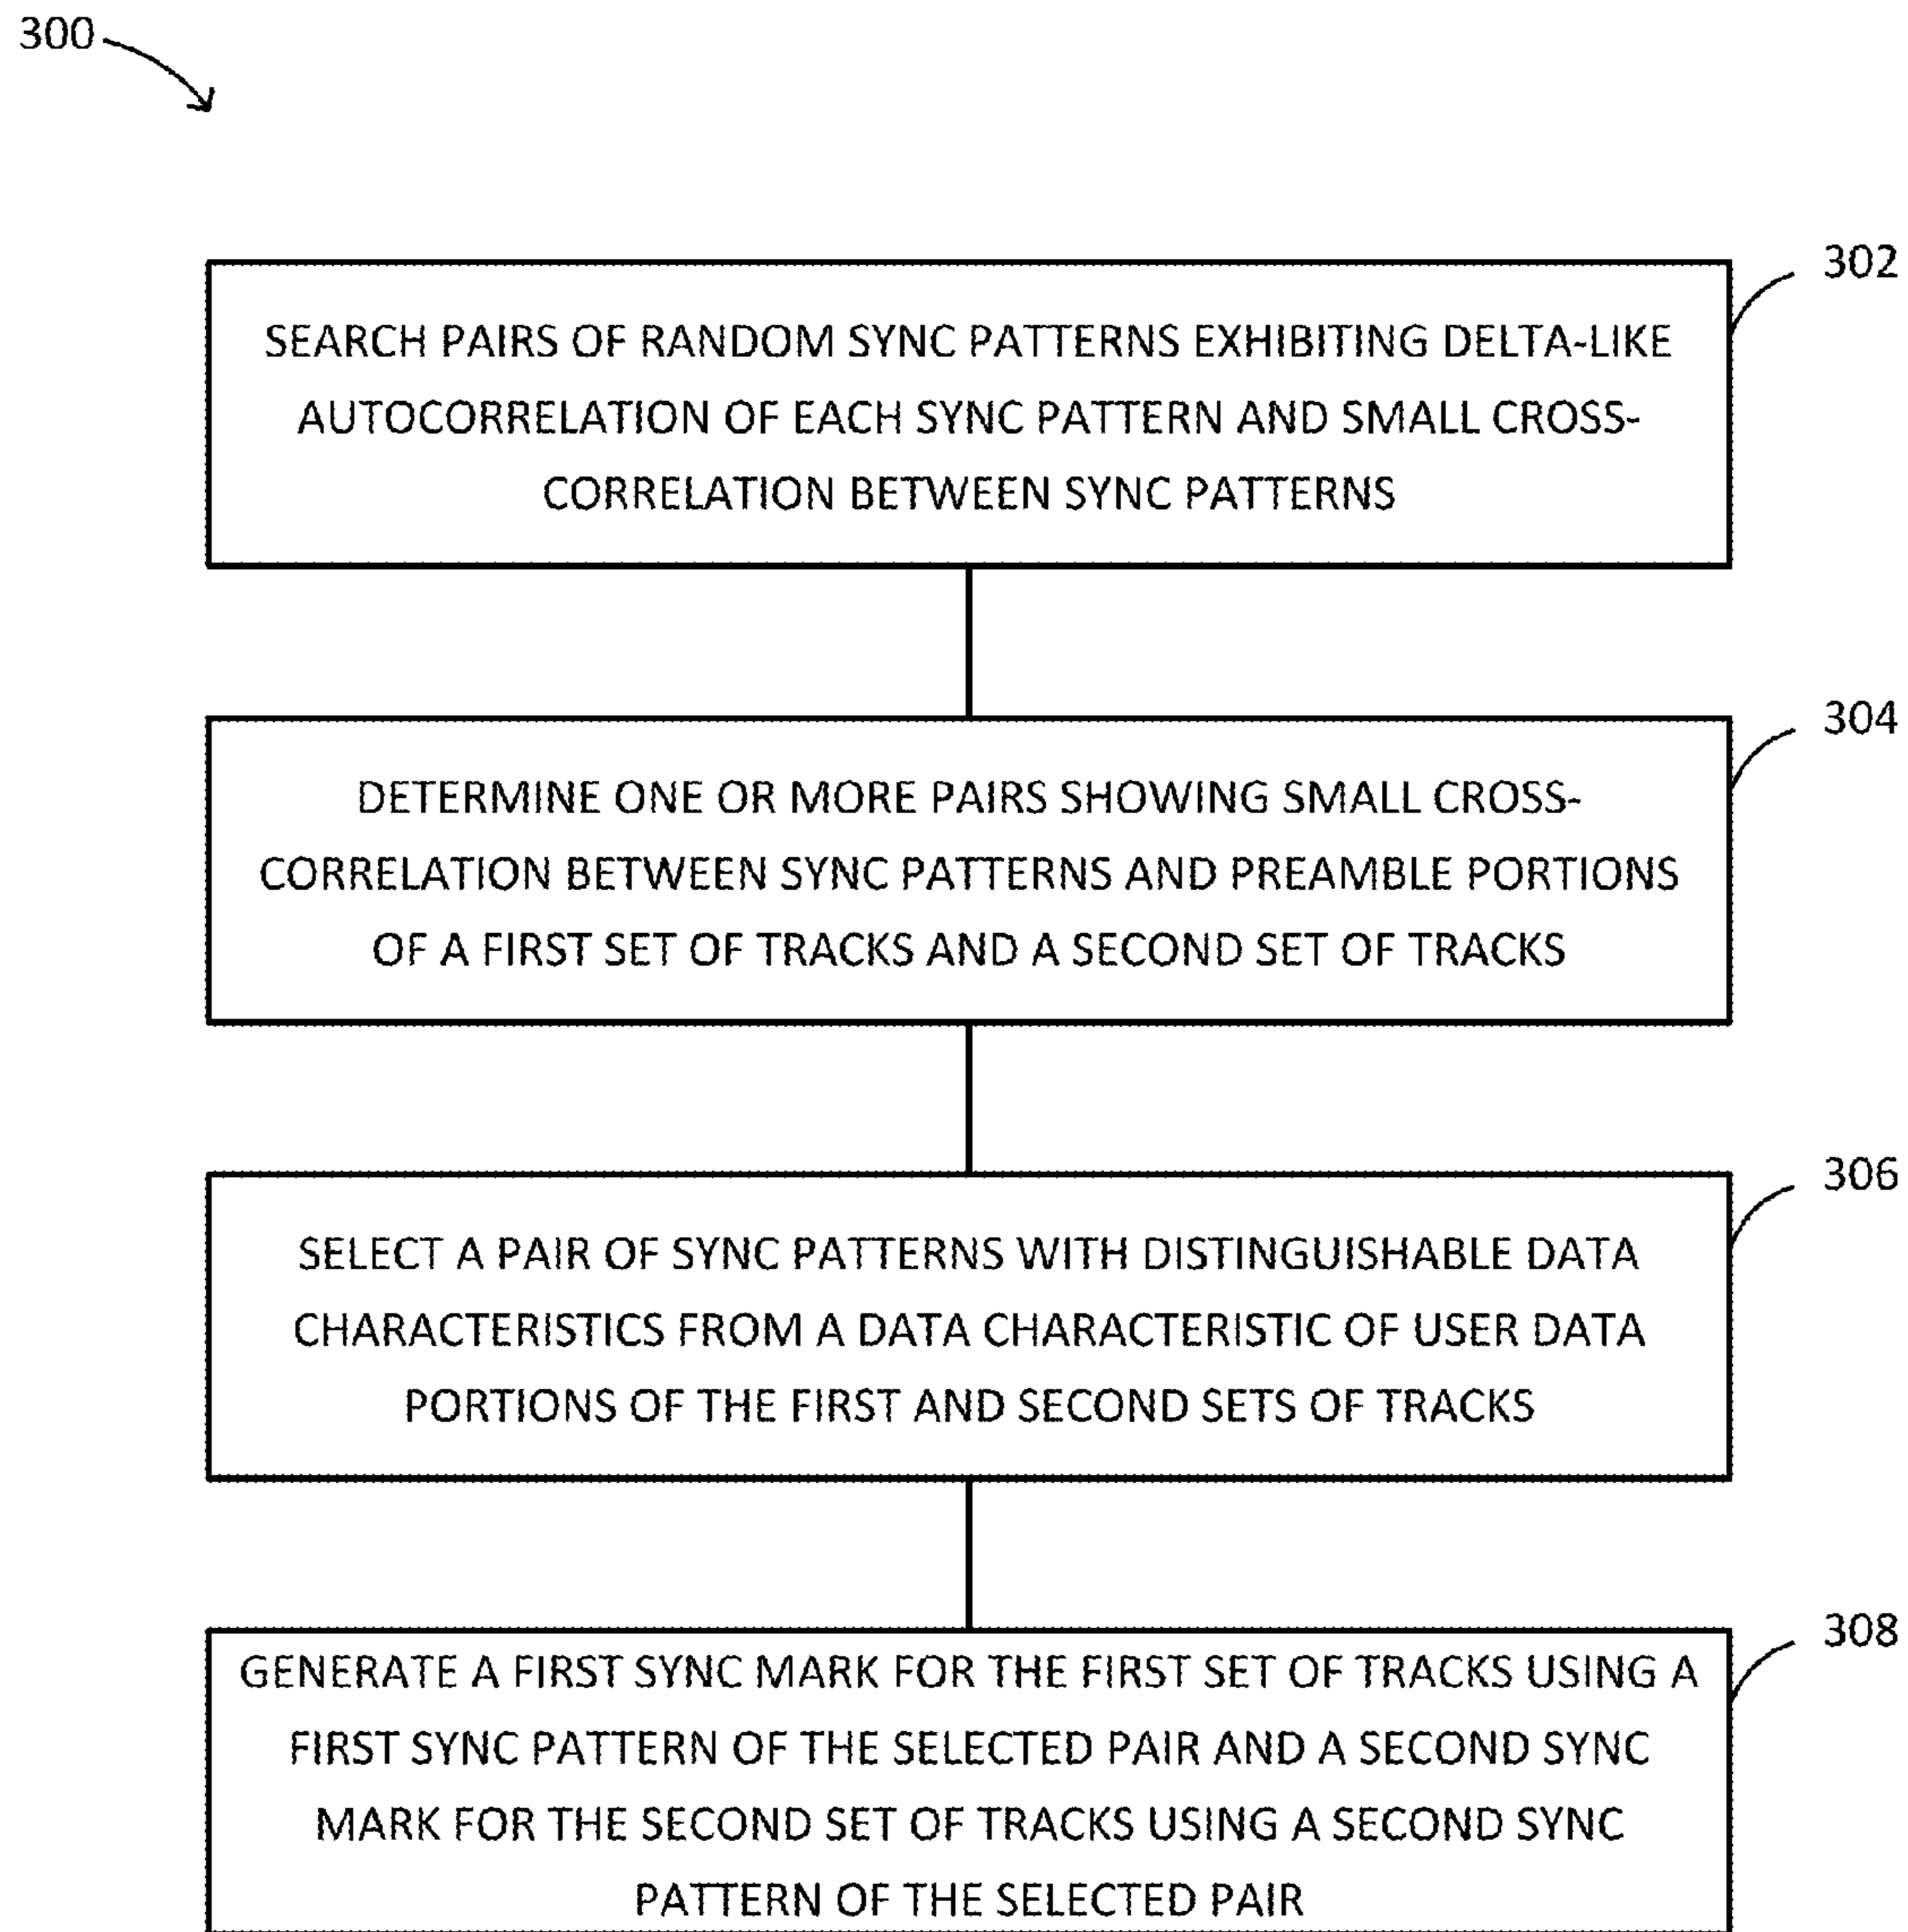 300
302
SEARCH PAIRS OF RANDOM SYNC PATTERNS EXHIBITING DELTA-LIKE
AUTOCORRELATION OF EACH SYNC PATTERN AND SMALL CROSS-
CORRELATION BETWEEN SYNC PATTERNS
304
DETERMINE ONE OR MORE PAIRS SHOWING SMALL CROSS-
CORRELATION BETWEEN SYNC PATTERNS AND PREAMBLE PORTIONS
OF A FIRST SET OF TRACKS AND A SECOND SET OF TRACKS
306
SELECT A PAIR OF SYNC PATTERNS WITH DISTINGUISHABLE DATA
CHARACTERISTICS FROM A DATA CHARACTERISTIC OF USER DATA
PORTIONS OF THE FIRST AND SECOND SETS OF TRACKS
308
GENERATE A FIRST SYNC MARK FOR THE FIRST SET OF TRACKS USING A
FIRST SYNC PATTERN OF THE SELECTED PAIR AND A SECOND SYNC
MARK FOR THE SECOND SET OF TRACKS USING A SECOND SYNC
PATTERN OF THE SELECTED PAIR